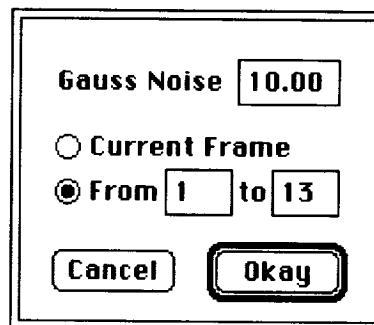 Gauss Noise 10.00
Current Frame
From 1 to 13
Cancel Okay